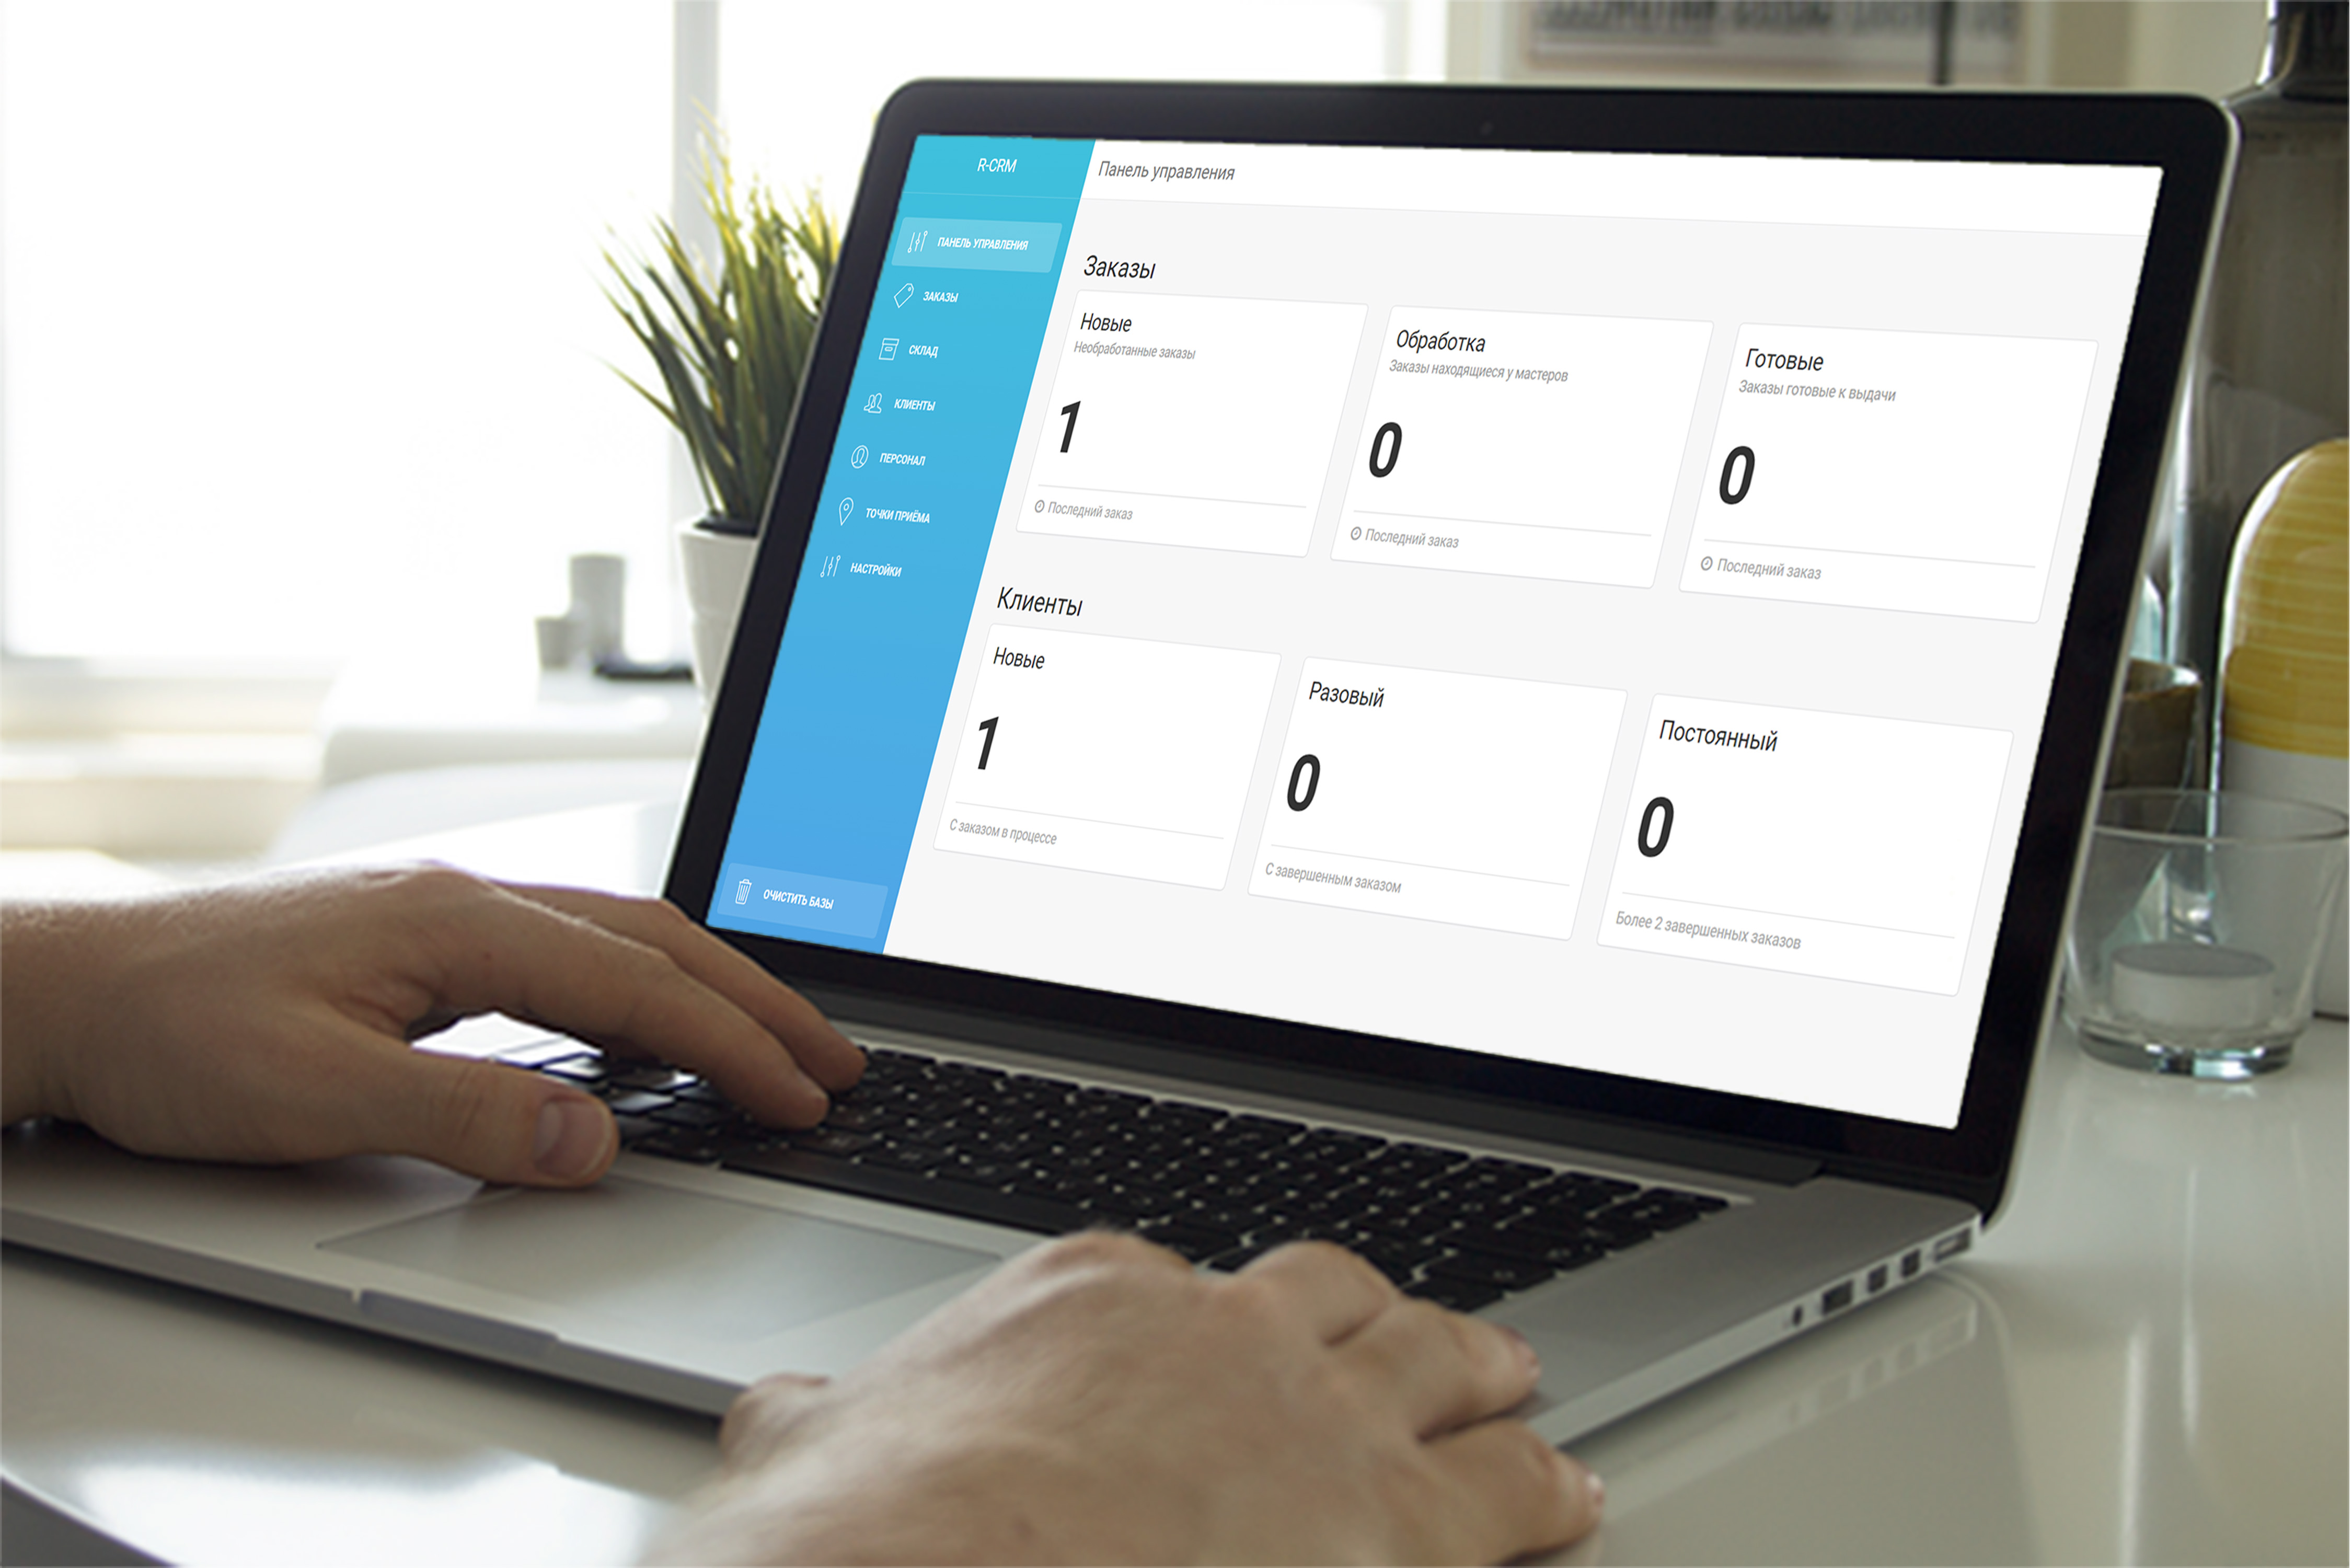 R-CRM
Панель управления
ПАНЕЛЬ УПРАВЛЕНИЯ
ЗАКАЗЫ
СКЛАД
КЛИЕНТЫ
ПЕРСОНАЛ
ТОЧКИ ПРИЁМА
НАСТРОЙКИ
ОЧИСТИТЬ БАЗЫ
Заказы
Новые
Необработанные заказы
1
Последний заказ
Обработка
Заказы находящиеся у мастеров
0
Последний заказ
Готовые
Заказы готовые к выдачи
0
Последний заказ
Клиенты
Новые
1
С заказом в процессе
Разовый
0
С завершенным заказом
Постоянный
0
Более 2 завершенных заказов